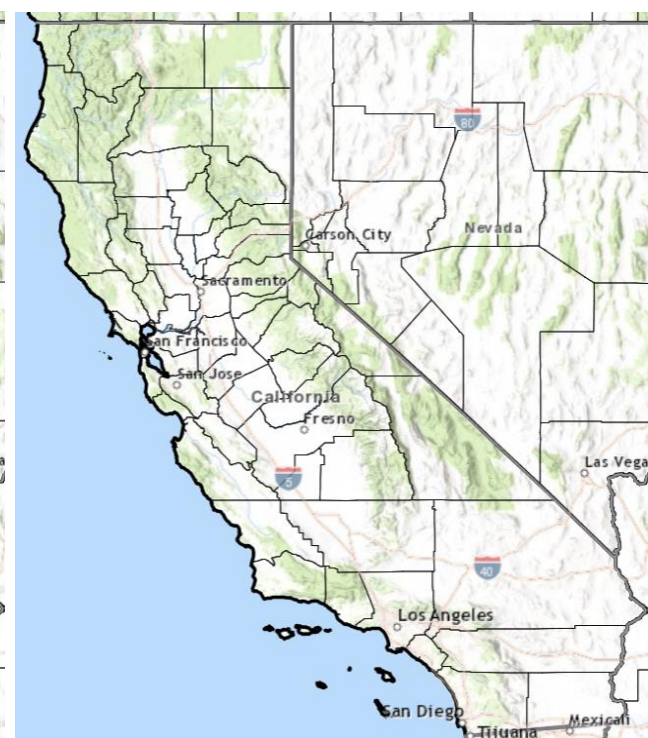 80
Carson City
Nevada
Sacramento
San Francisco
San Jose
California
Fresno
5
Las Vega
40
Los Angeles
San Diego
Tijuana
Mexicali